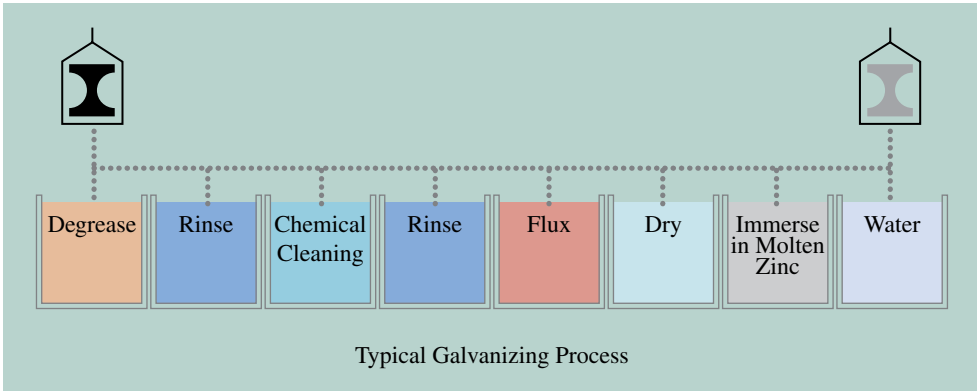 Degrease
Rinse
Chemical
Cleaning
Rinse
Flux
Dry
Immerse
in Molten
Zinc
Water
Typical Galvanizing Process